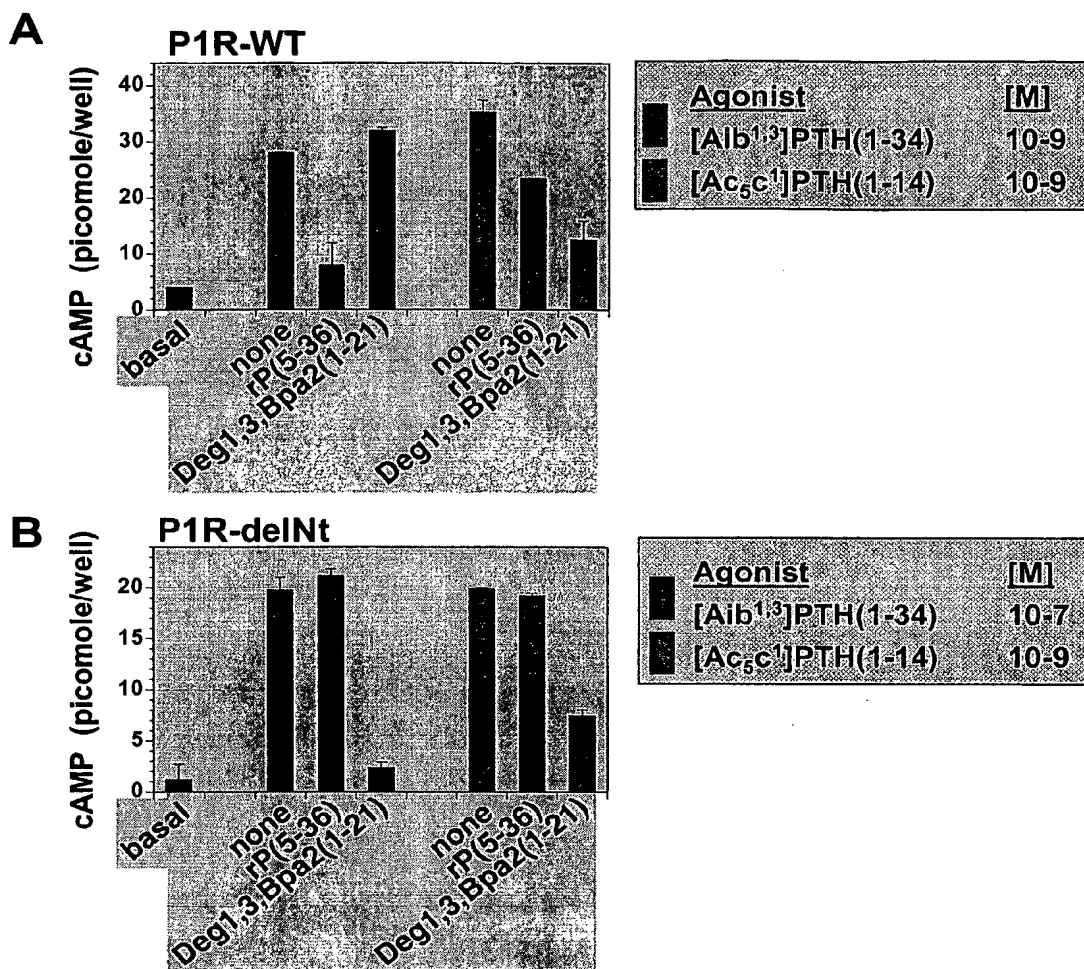 A
P1R-WT
cAMP (picomole/well)
40
30
20
10
0
basal
none
rP(5-36)
Deg1,3,Bpa2(1-21)
none
rP(5-36)
Deg1,3,Bpa2(1-21)
Agonist [M]
[Aib1,3]PTH(1-34) 10-9
[Ac5c1]PTH(1-14) 10-9
B
P1R-delNt
cAMP (picomole/well)
20
15
10
5
0
basal
none
rP(5-36)
Deg1,3,Bpa2(1-21)
none
rP(5-36)
Deg1,3,Bpa2(1-21)
Agonist [M]
[Aib1,3]PTH(1-34) 10-7
[Ac5c1]PTH(1-14) 10-9